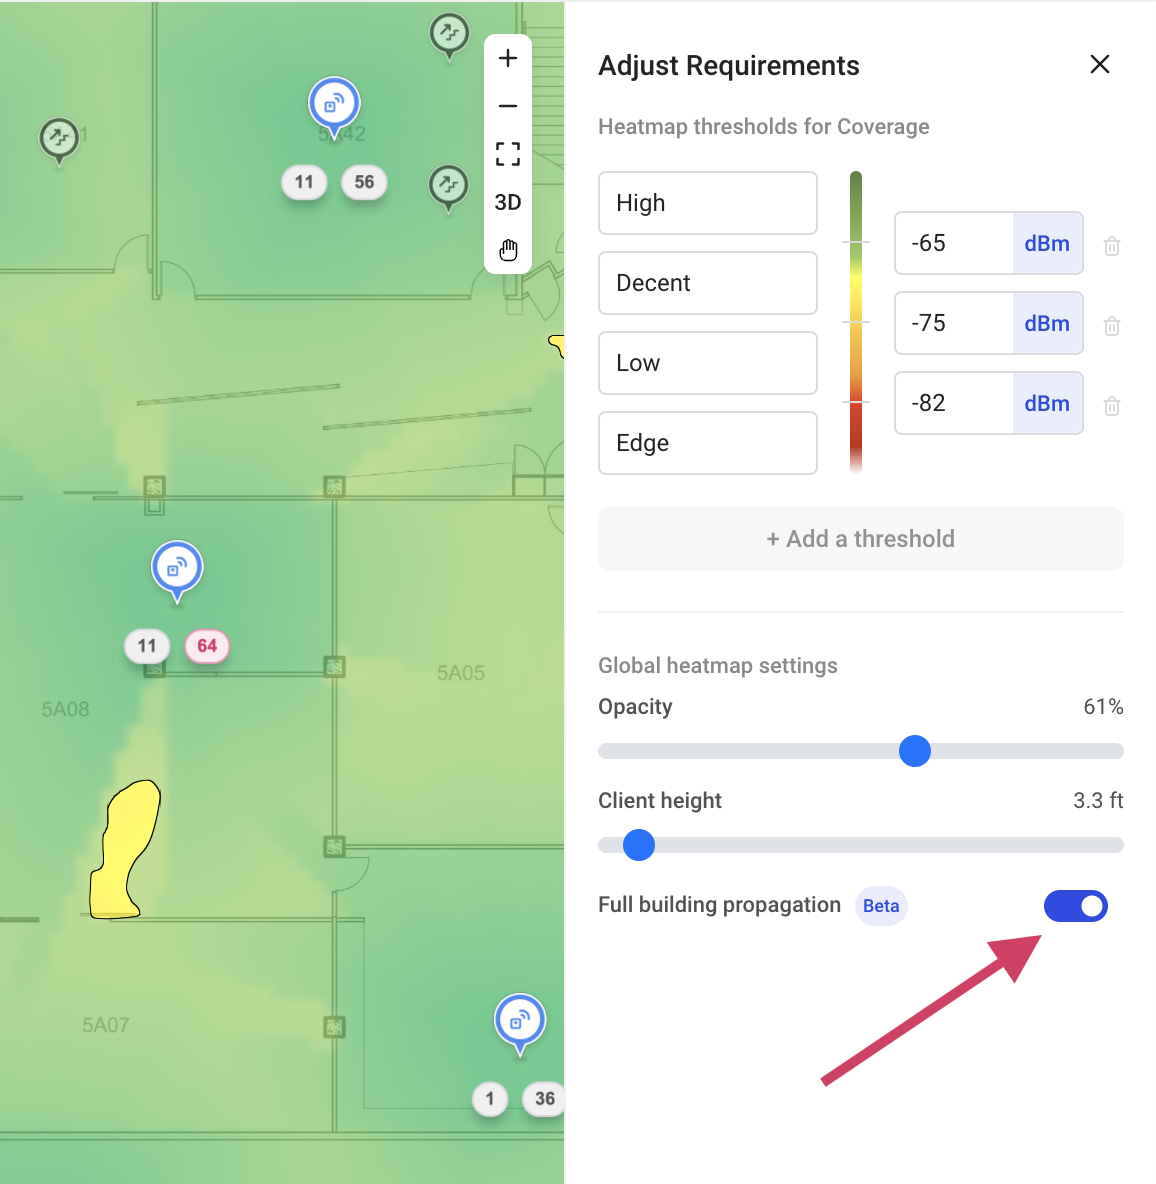 Adjust Requirements
Heatmap thresholds for Coverage
High
-65 dBm
Decent
-75 dBm
Low
-82 dBm
Edge
+ Add a threshold
Global heatmap settings
Opacity 61%
Client height 3.3 ft
Full building propagation Beta
+
−
3D
1
11 56
11 64
5A05
5A08
5A07
1 36